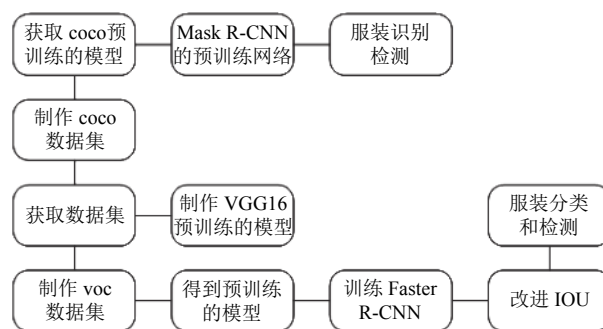 获取 coco预
训练的模型
Mask R-CNN
的预训练网络
服装识别
检测
制作 coco
数据集
获取数据集
制作 VGG16
预训练的模型
服装分类
和检测
制作 voc
数据集
得到预训练
的模型
训练 Faster
R-CNN
改进 IOU